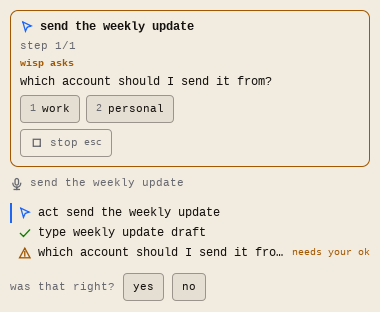 send the weekly update
step 1/1
wisp asks
which account should I send it from?
1 work 2 personal
stop esc
send the weekly update
act send the weekly update
type weekly update draft
which account should I send it fro… needs your ok
was that right? yes no